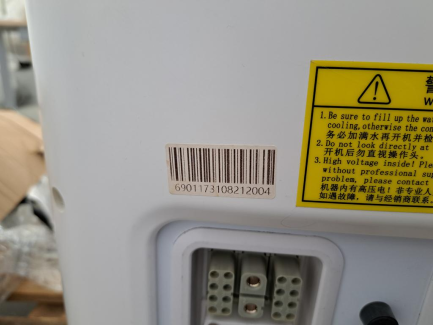 警
W
1.Be sure to fill up the wa
cooling,otherwise the con
务必加满水再开机并检
2.Do not look directly at
开机后勿直视操作头.
3.High voltage inside! Ple
without professional sup
problem, please contact
机器内有高压电！非专业人
如遇故障，请与经销商联系.
6901173108212004